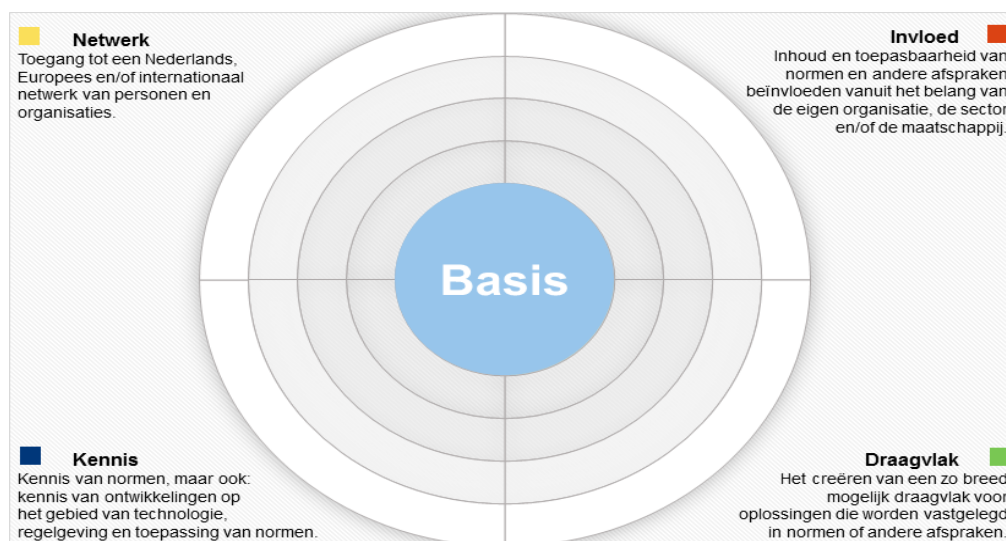 Netwerk
Toegang tot een Nederlands,
Europees en/of internationaal
netwerk van personen en
organisaties.
Invloed
Inhoud en toepasbaarheid van
normen en andere afspraken
beïnvloeden vanuit het belang van
de eigen organisatie, de sector
en/of de maatschappij.
Basis
Kennis
Kennis van normen, maar ook:
kennis van ontwikkelingen op
het gebied van technologie,
regelgeving en toepassing van normen.
Draagvlak
Het creëren van een zo breed
mogelijk draagvlak voor
oplossingen die worden vastgelegd
in normen of andere afspraken.